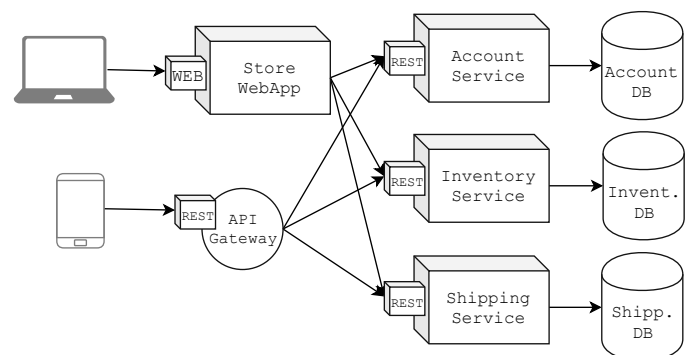 WEB
Store
WebApp
REST
Account
Service
Account
DB
REST
Inventory
Service
Invent.
DB
REST
API
Gateway
REST
Shipping
Service
Shipp.
DB